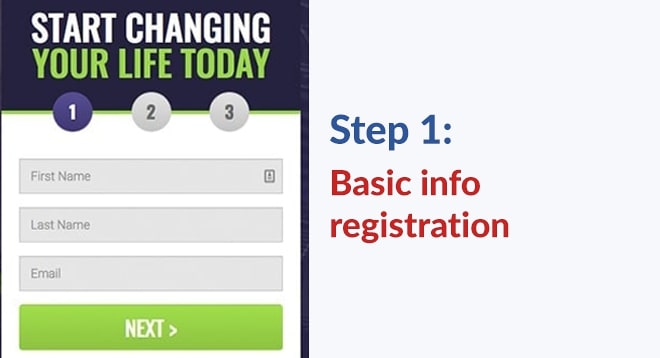 START CHANGING
YOUR LIFE TODAY
1 2 3
First Name
Last Name
Email
NEXT >
Step 1:
Basic info
registration